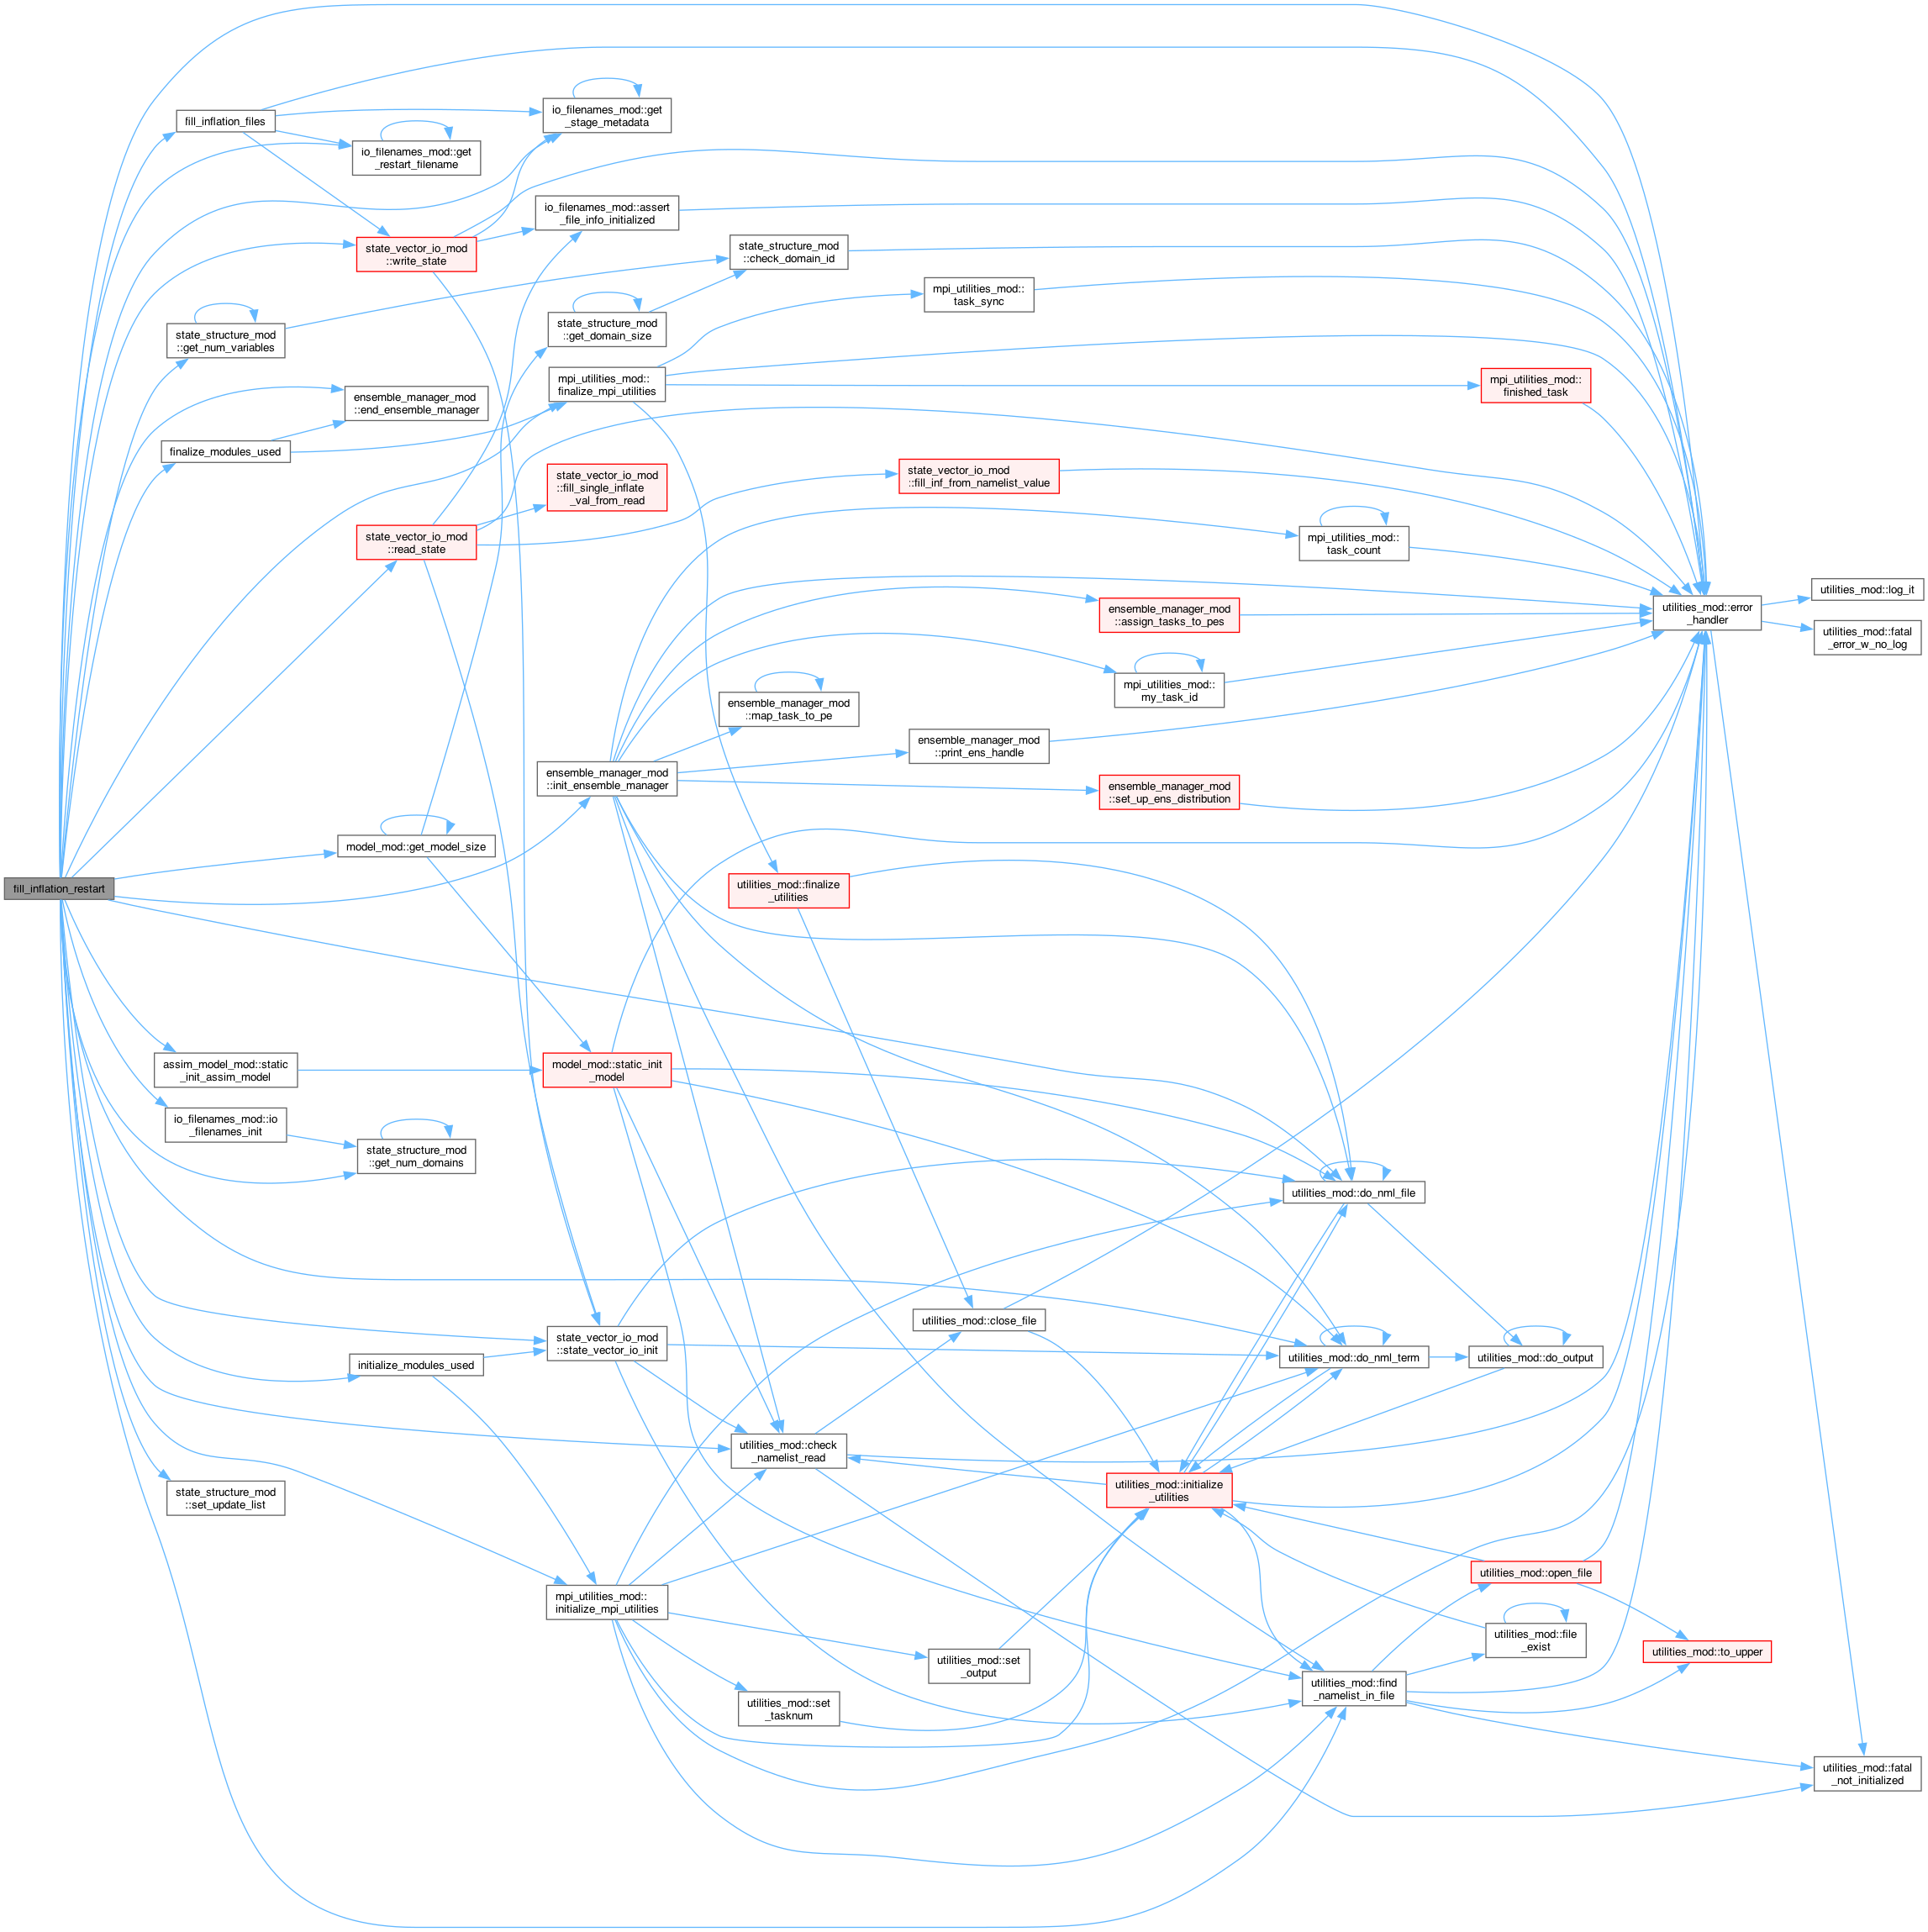 fill_inflation_restart
fill_inflation_files
io_filenames_mod::get
_restart_filename
io_filenames_mod::get
_stage_metadata
state_vector_io_mod
::write_state
io_filenames_mod::assert
_file_info_initialized
state_structure_mod
::check_domain_id
state_structure_mod
::get_num_variables
state_structure_mod
::get_domain_size
mpi_utilities_mod::
task_sync
ensemble_manager_mod
::end_ensemble_manager
mpi_utilities_mod::
finalize_mpi_utilities
mpi_utilities_mod::
finished_task
finalize_modules_used
state_vector_io_mod
::fill_single_inflate
_val_from_read
state_vector_io_mod
::fill_inf_from_namelist_value
state_vector_io_mod
::read_state
mpi_utilities_mod::
task_count
utilities_mod::log_it
utilities_mod::error
_handler
utilities_mod::fatal
_error_w_no_log
ensemble_manager_mod
::assign_tasks_to_pes
mpi_utilities_mod::
my_task_id
ensemble_manager_mod
::map_task_to_pe
ensemble_manager_mod
::print_ens_handle
ensemble_manager_mod
::init_ensemble_manager
ensemble_manager_mod
::set_up_ens_distribution
model_mod::get_model_size
utilities_mod::finalize
_utilities
assim_model_mod::static
_init_assim_model
model_mod::static_init
_model
io_filenames_mod::io
_filenames_init
state_structure_mod
::get_num_domains
utilities_mod::do_nml_file
utilities_mod::close_file
state_vector_io_mod
::state_vector_io_init
initialize_modules_used
utilities_mod::do_nml_term
utilities_mod::do_output
utilities_mod::check
_namelist_read
state_structure_mod
::set_update_list
utilities_mod::initialize
_utilities
utilities_mod::open_file
mpi_utilities_mod::
initialize_mpi_utilities
utilities_mod::file
_exist
utilities_mod::to_upper
utilities_mod::set
_output
utilities_mod::find
_namelist_in_file
utilities_mod::set
_tasknum
utilities_mod::fatal
_not_initialized